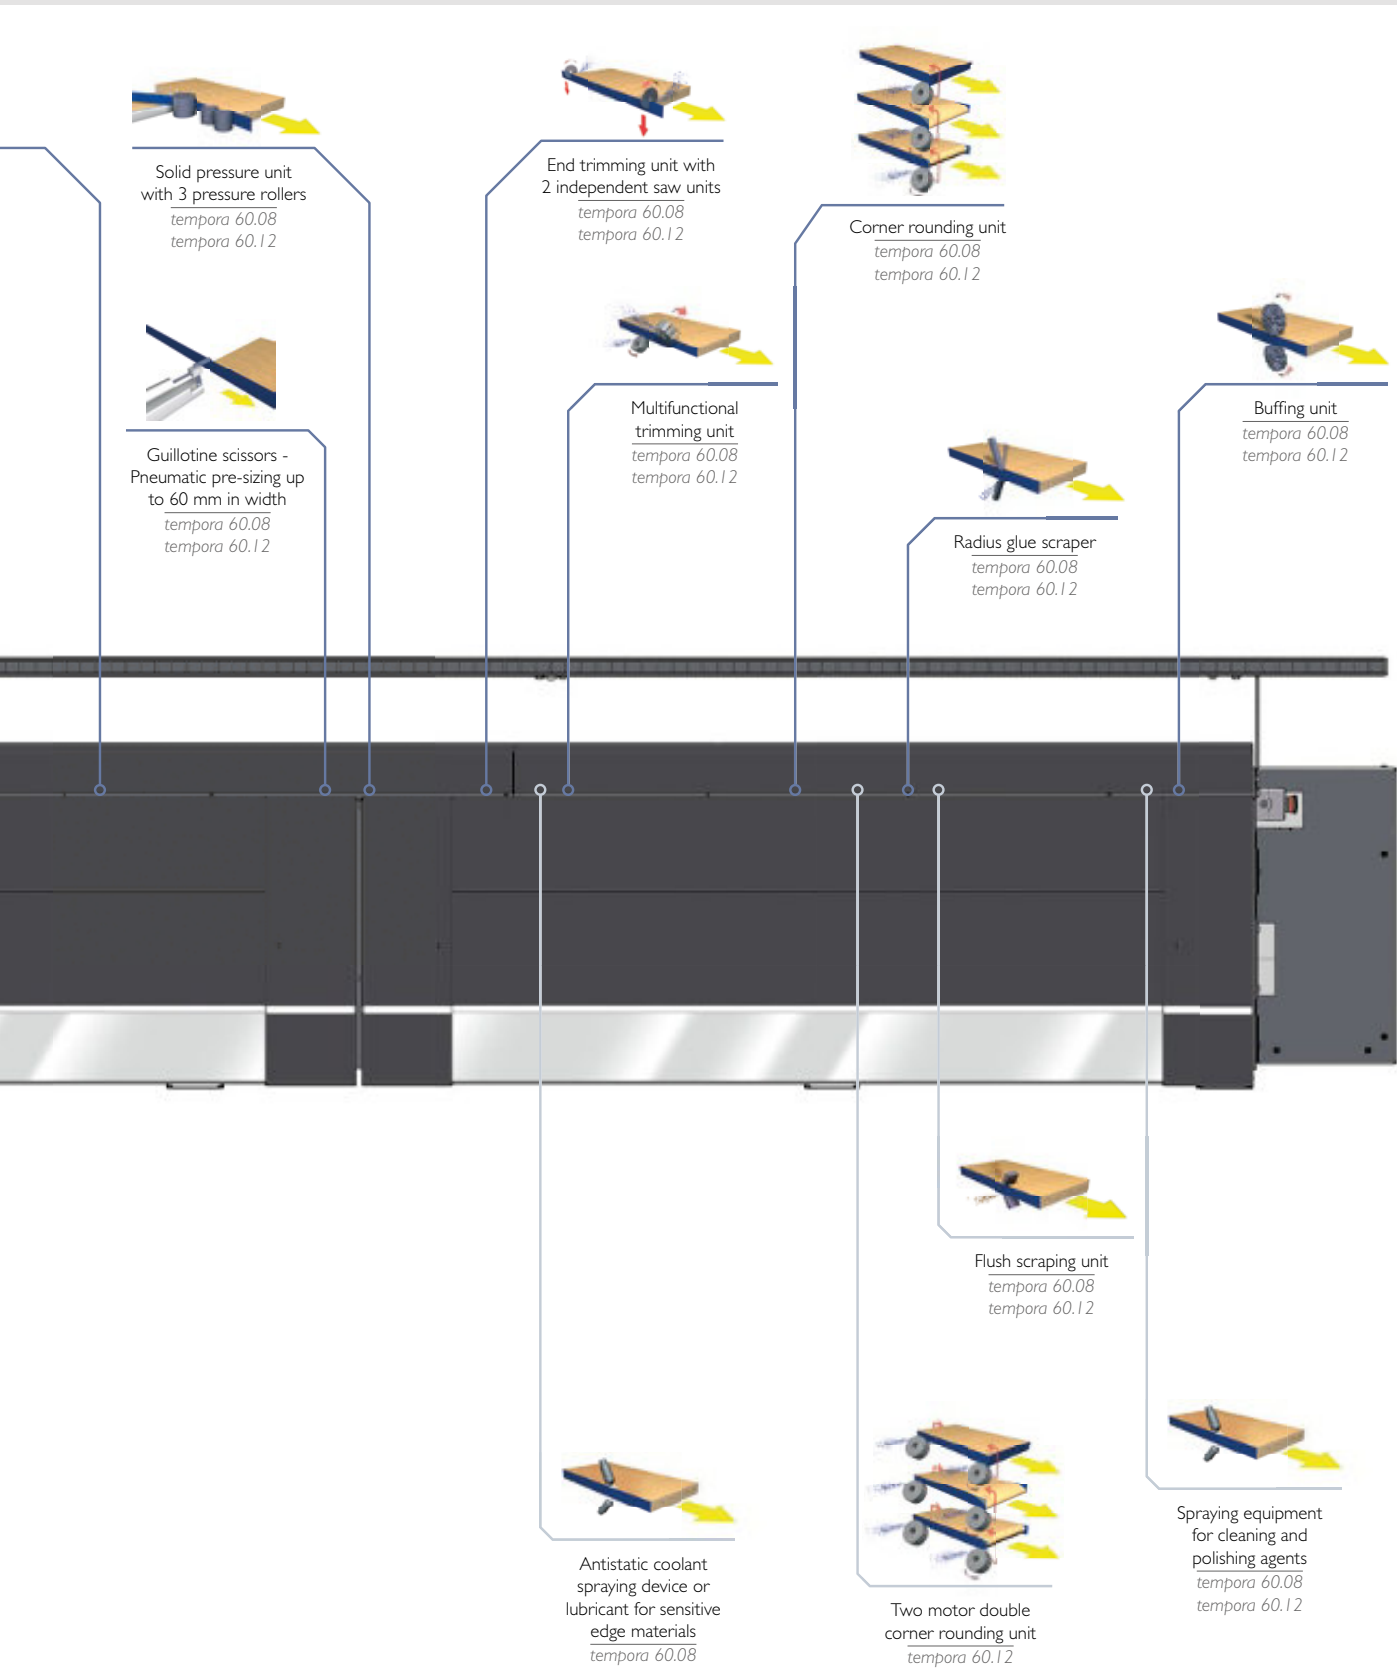 Solid pressure unit
with 3 pressure rollers
tempora 60.08
tempora 60.12
End trimming unit with
2 independent saw units
tempora 60.08
tempora 60.12
Corner rounding unit
tempora 60.08
tempora 60.12
Guillotine scissors -
Pneumatic pre-sizing up
to 60 mm in width
tempora 60.08
tempora 60.12
Multifunctional
trimming unit
tempora 60.08
tempora 60.12
Buffing unit
tempora 60.08
tempora 60.12
Radius glue scraper
tempora 60.08
tempora 60.12
Flush scraping unit
tempora 60.08
tempora 60.12
Antistatic coolant
spraying device or
lubricant for sensitive
edge materials
tempora 60.08
Two motor double
corner rounding unit
tempora 60.12
Spraying equipment
for cleaning and
polishing agents
tempora 60.08
tempora 60.12